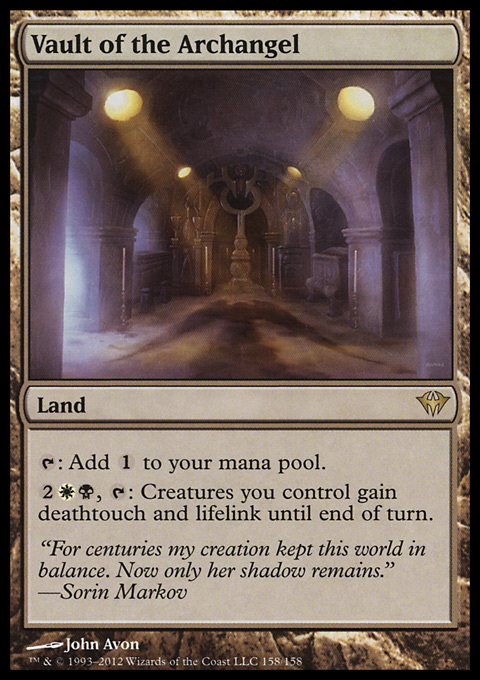 Vault of the Archangel
Land
: Add 1 to your mana pool.
2, : Creatures you control gain
deathtouch and lifelink until end of turn.
“For centuries my creation kept this world in
balance. Now only her shadow remains.”
—Sorin Markov
John Avon
™ & © 1993–2012 Wizards of the Coast LLC 158/158